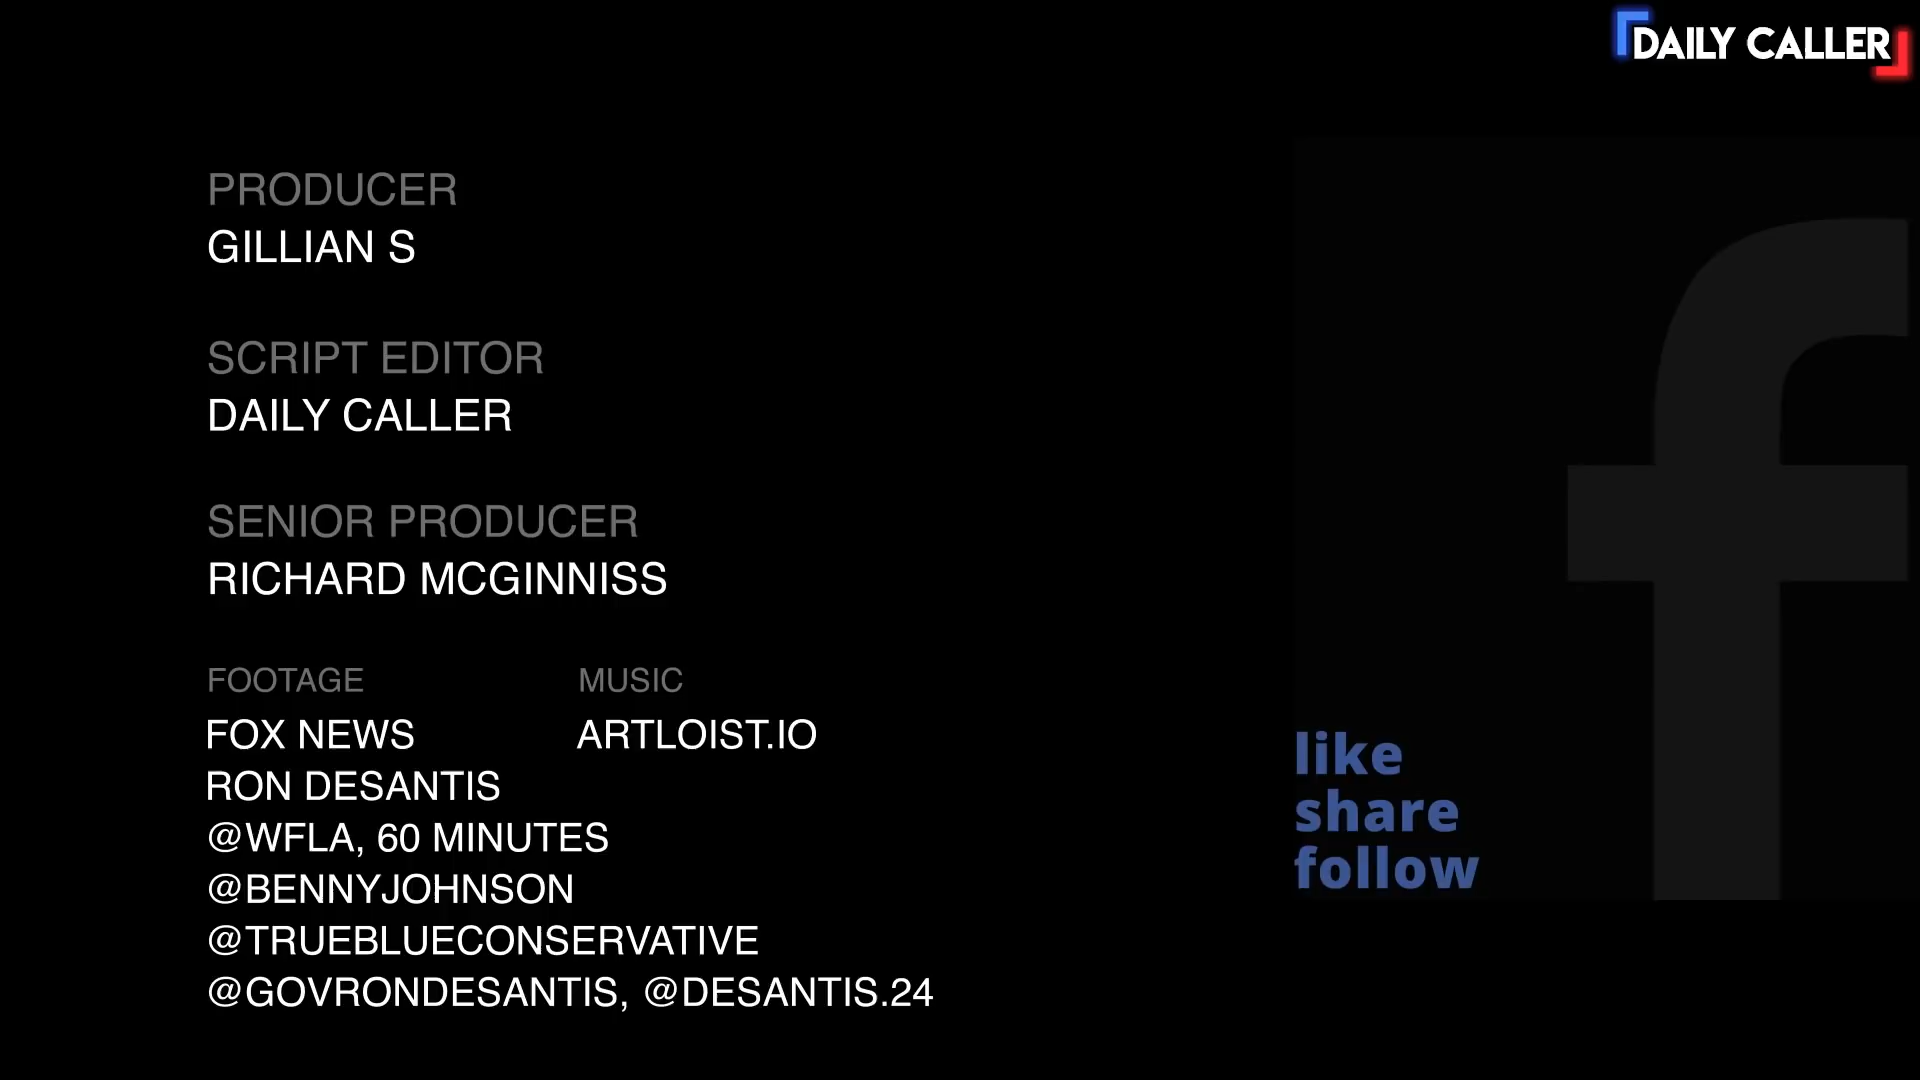 DAILY CALLER
PRODUCER
GILLIAN S
SCRIPT EDITOR
DAILY CALLER
SENIOR PRODUCER
RICHARD MCGINNISS
FOOTAGE
FOX NEWS
RON DESANTIS
@WFLA, 60 MINUTES
@BENNYJOHNSON
@TRUEBLUECONSERVATIVE
@GOVRONDESANTIS, @DESANTIS.24
MUSIC
ARTLOIST.IO
like
share
follow
f